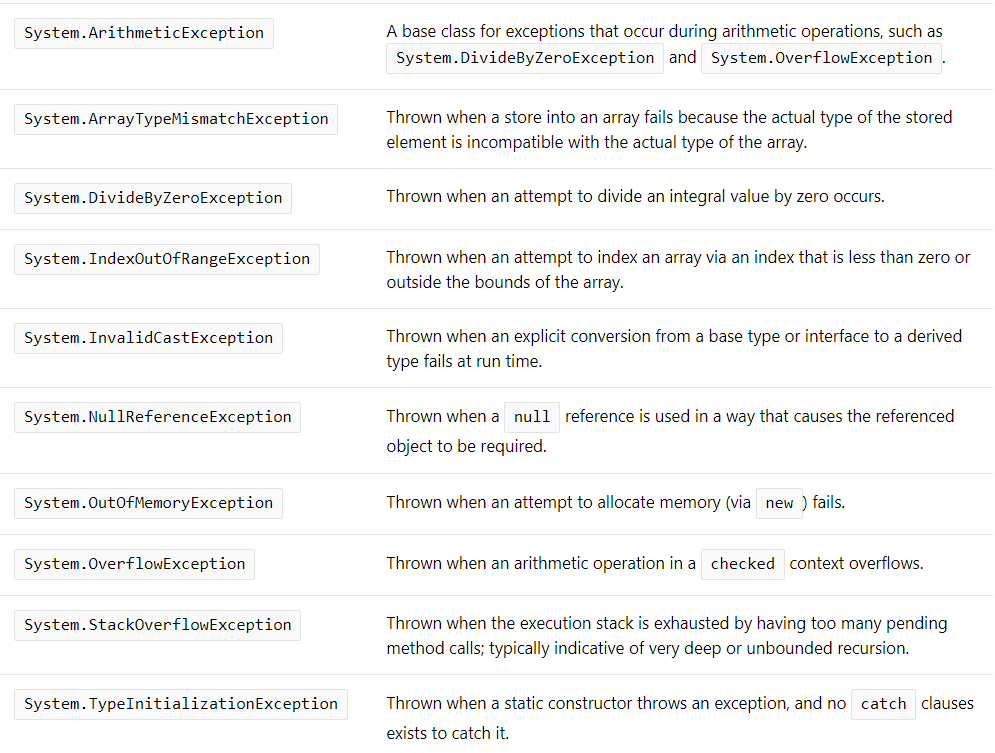 System.ArithmeticException
A base class for exceptions that occur during arithmetic operations, such as
System.DivideByZeroException and System.OverflowException .
System.ArrayTypeMismatchException
Thrown when a store into an array fails because the actual type of the stored
element is incompatible with the actual type of the array.
System.DivideByZeroException
Thrown when an attempt to divide an integral value by zero occurs.
System.IndexOutOfRangeException
Thrown when an attempt to index an array via an index that is less than zero or
outside the bounds of the array.
System.InvalidCastException
Thrown when an explicit conversion from a base type or interface to a derived
type fails at run time.
System.NullReferenceException
Thrown when a null reference is used in a way that causes the referenced
object to be required.
System.OutOfMemoryException
Thrown when an attempt to allocate memory (via new ) fails.
System.OverflowException
Thrown when an arithmetic operation in a checked context overflows.
System.StackOverflowException
Thrown when the execution stack is exhausted by having too many pending
method calls; typically indicative of very deep or unbounded recursion.
System.TypeInitializationException
Thrown when a static constructor throws an exception, and no catch clauses
exists to catch it.